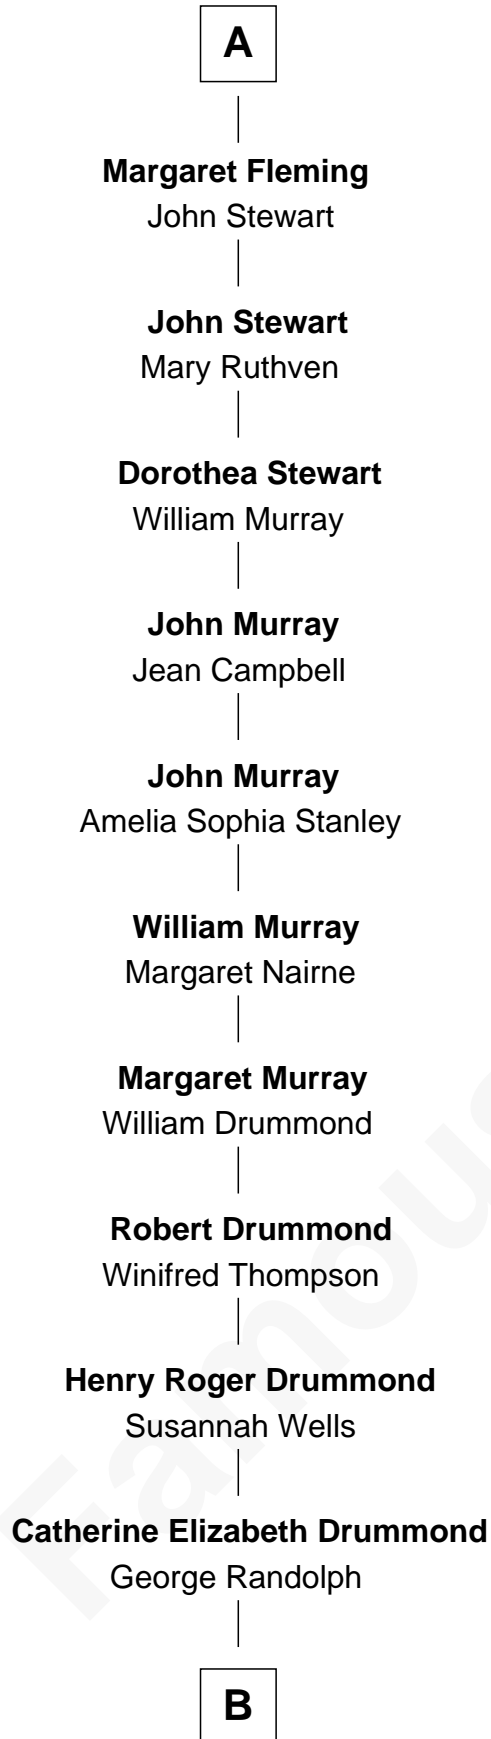 A
Margaret Fleming
John Stewart
John Stewart
Mary Ruthven
Dorothea Stewart
William Murray
John Murray
Jean Campbell
John Murray
Amelia Sophia Stanley
William Murray
Margaret Nairne
Margaret Murray
William Drummond
Robert Drummond
Winifred Thompson
Henry Roger Drummond
Susannah Wells
Catherine Elizabeth Drummond
George Randolph
B
Famous